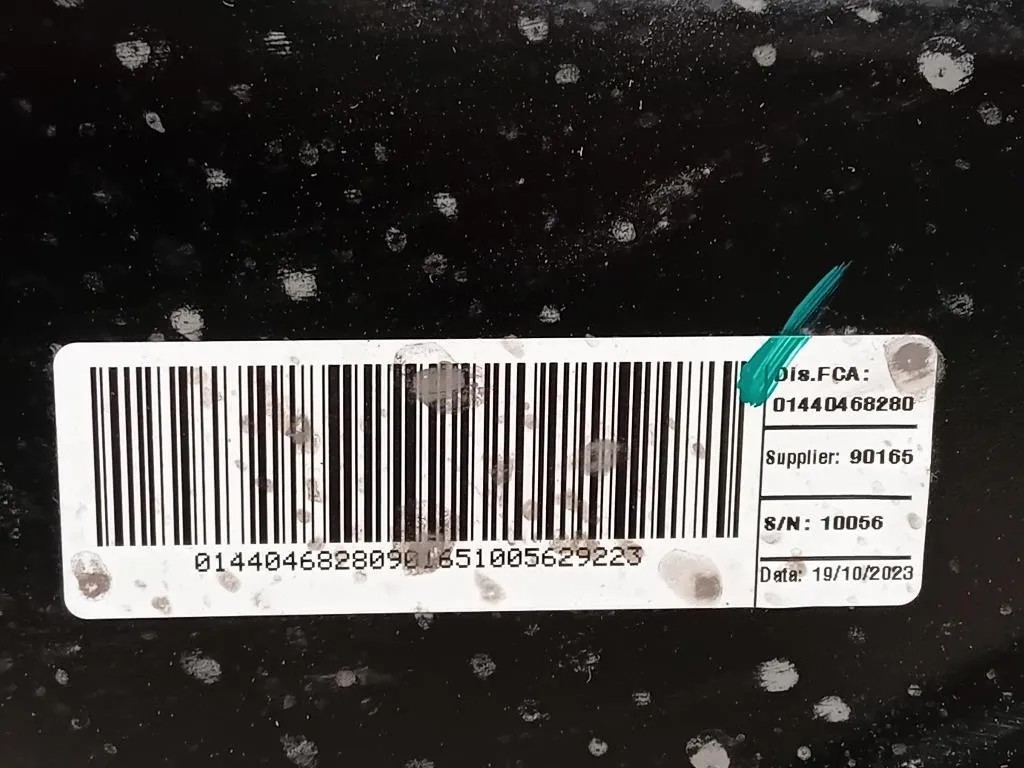 01440468280901651005629223
Dis.FCA:
01440468280
Supplier: 90165
S/N: 10056
Data: 19/10/2023